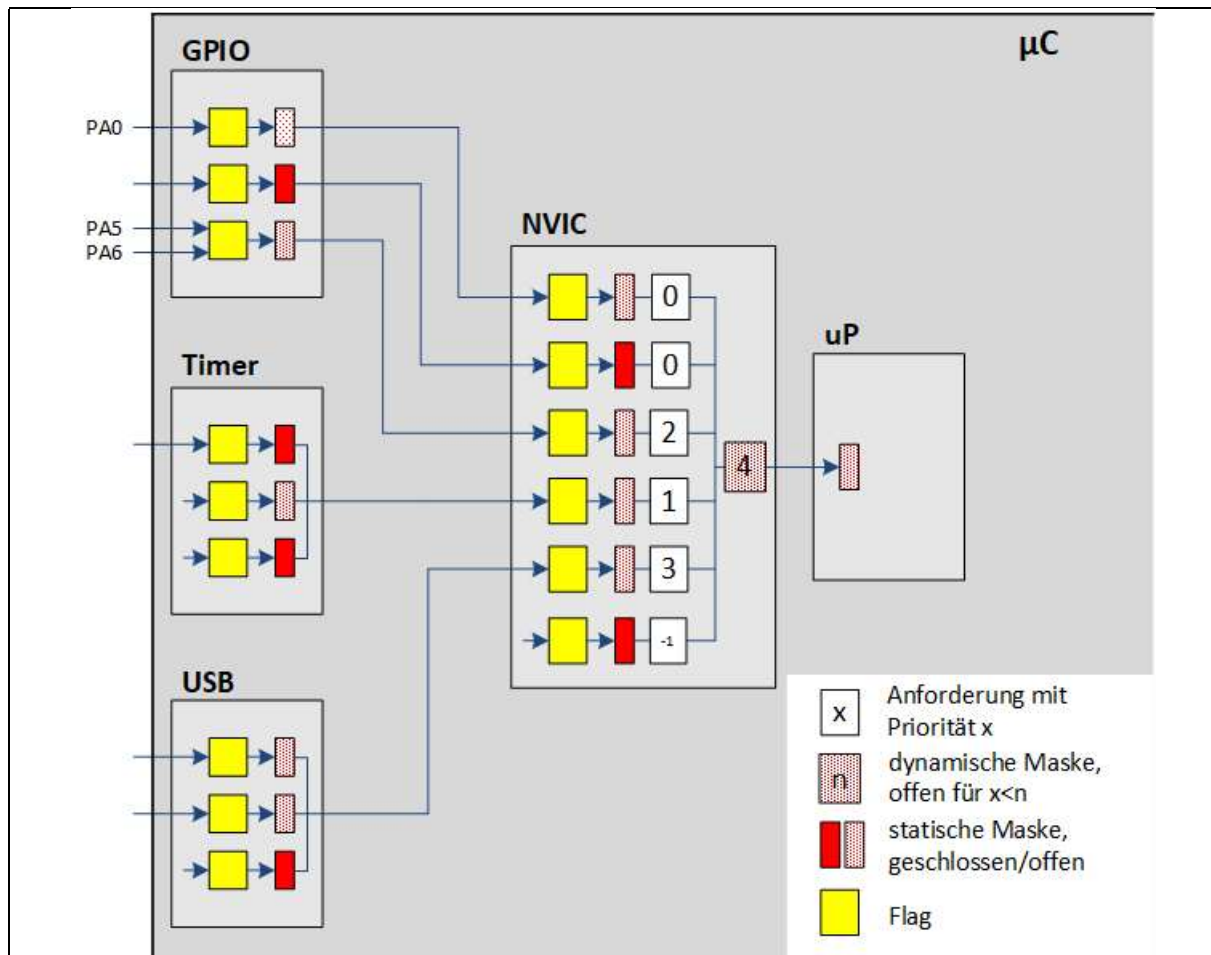 µC
GPIO
PA0
PA5
PA6
NVIC
0
0
2
1
3
-1
4
uP
Timer
USB
x
Anforderung mit
Priorität x
n
dynamische Maske,
offen für x<n
statische Maske,
geschlossen/offen
Flag